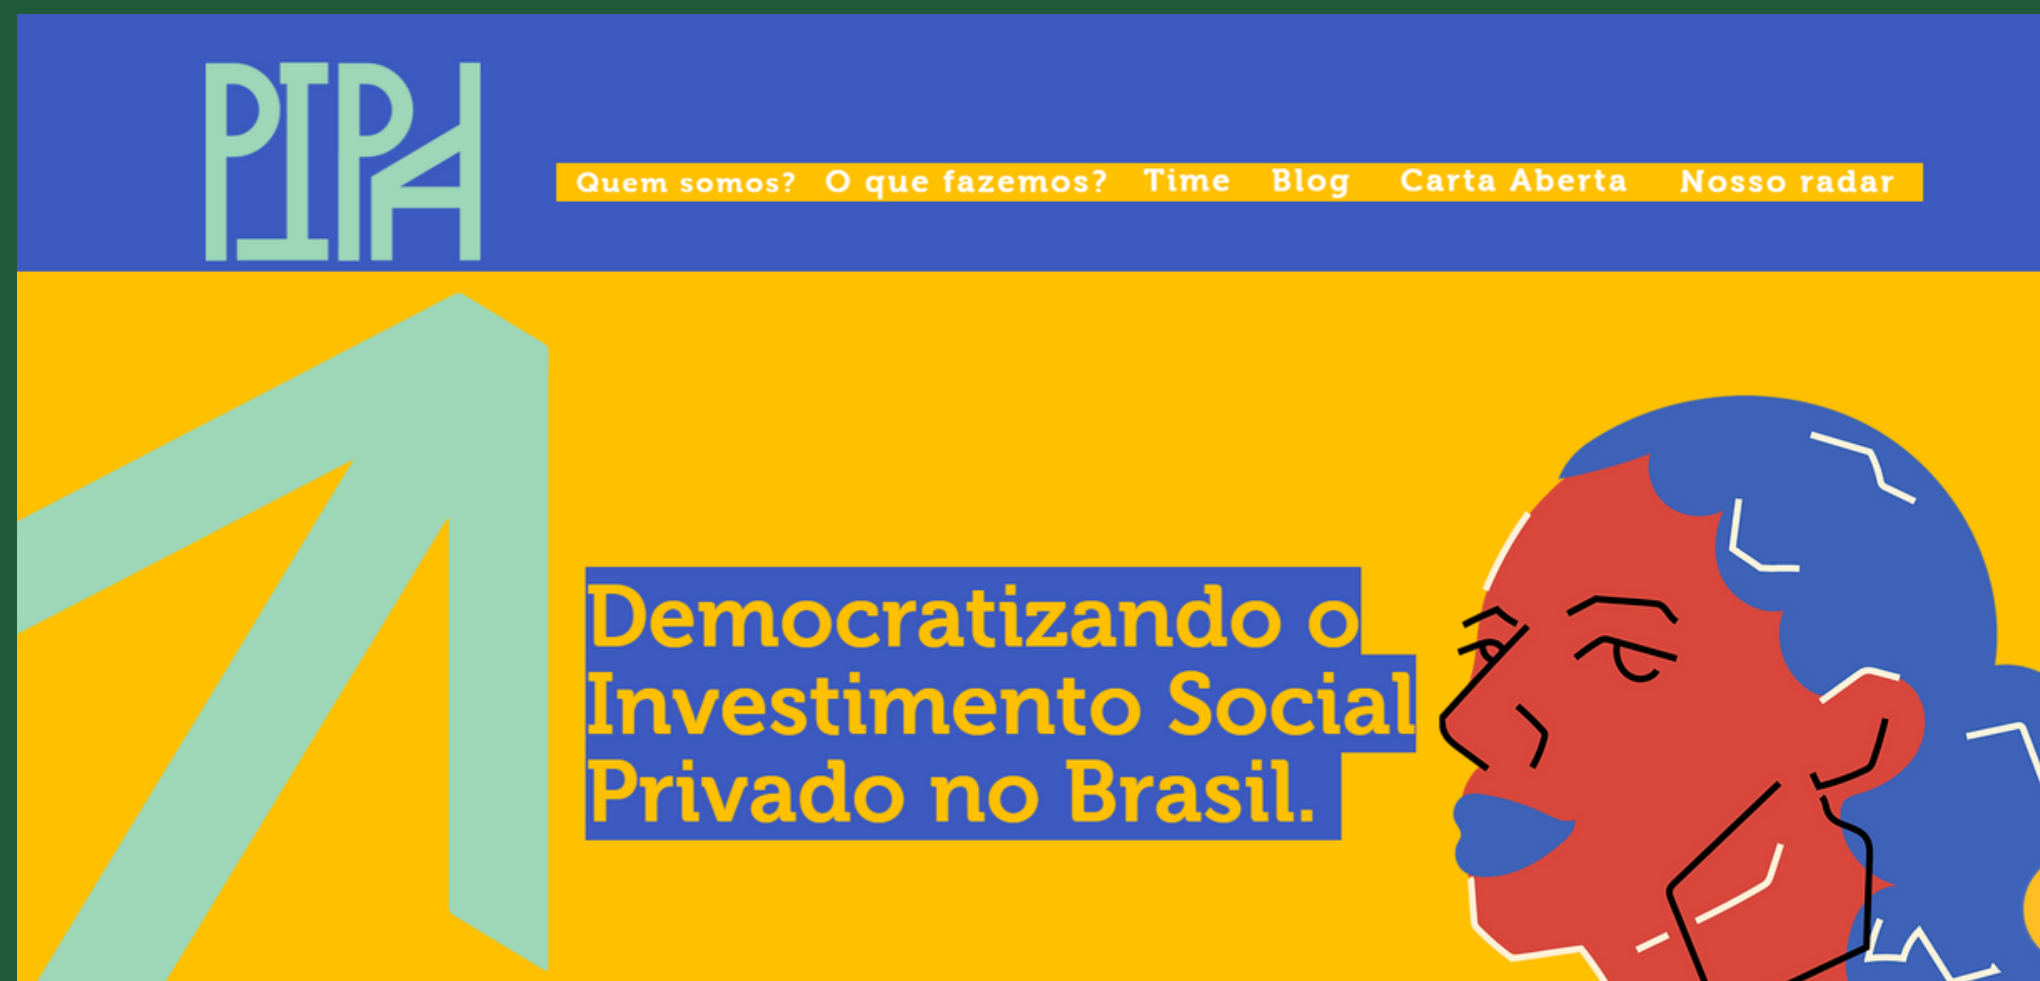 PIPA
Quem somos? O que fazemos? Time Blog Carta Aberta Nosso radar
Democratizando o
Investimento Social
Privado no Brasil.